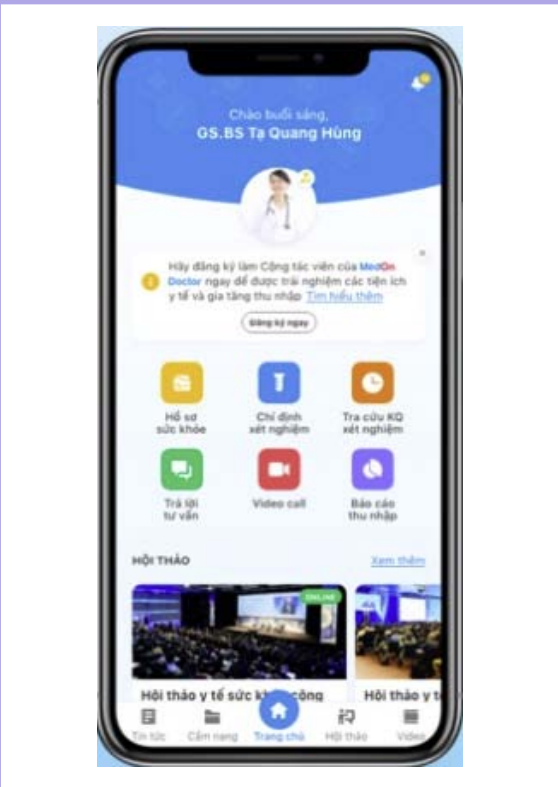 Chào buổi sáng,
GS.BS Tạ Quang Hùng
Hãy đăng ký làm Cộng tác viên của MedOn
Doctor ngay để được trải nghiệm các tiện ích
y tế và gia tăng thu nhập Tìm hiểu thêm
Đăng ký ngay
Hồ sơ
sức khỏe
Chỉ định
xét nghiệm
Tra cứu KQ
xét nghiệm
Trả lời
tư vấn
Video call
Báo cáo
thu nhập
HỘI THẢO
Xem thêm
ONLINE
Hội thảo y tế sức cộng
Hội thảo y
Tin tức
Cẩm nang
Trang chủ
Hội thảo
Video